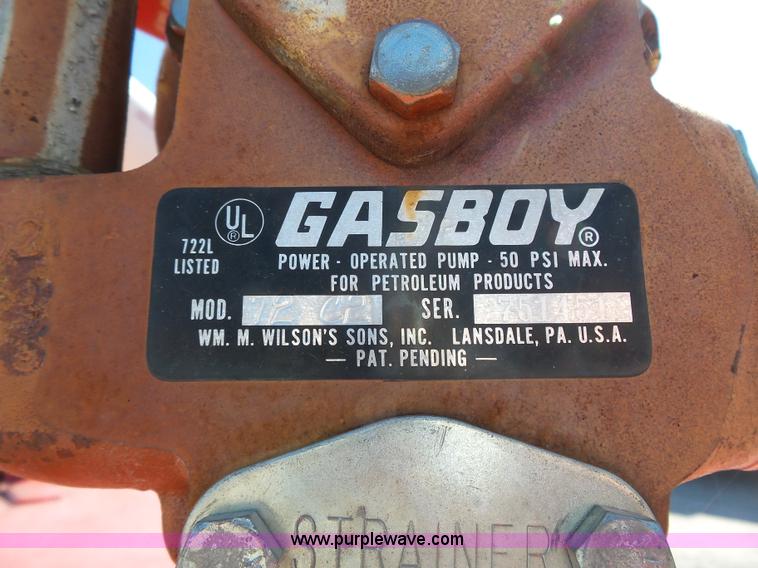 UL
®
722L
LISTED
GASBOY®
POWER - OPERATED PUMP - 50 PSI MAX.
FOR PETROLEUM PRODUCTS
MOD. SER.
WM. M. WILSON'S SONS, INC. LANSDALE, PA. U.S.A.
— PAT. PENDING —
STRAINER
www.purplewave.com